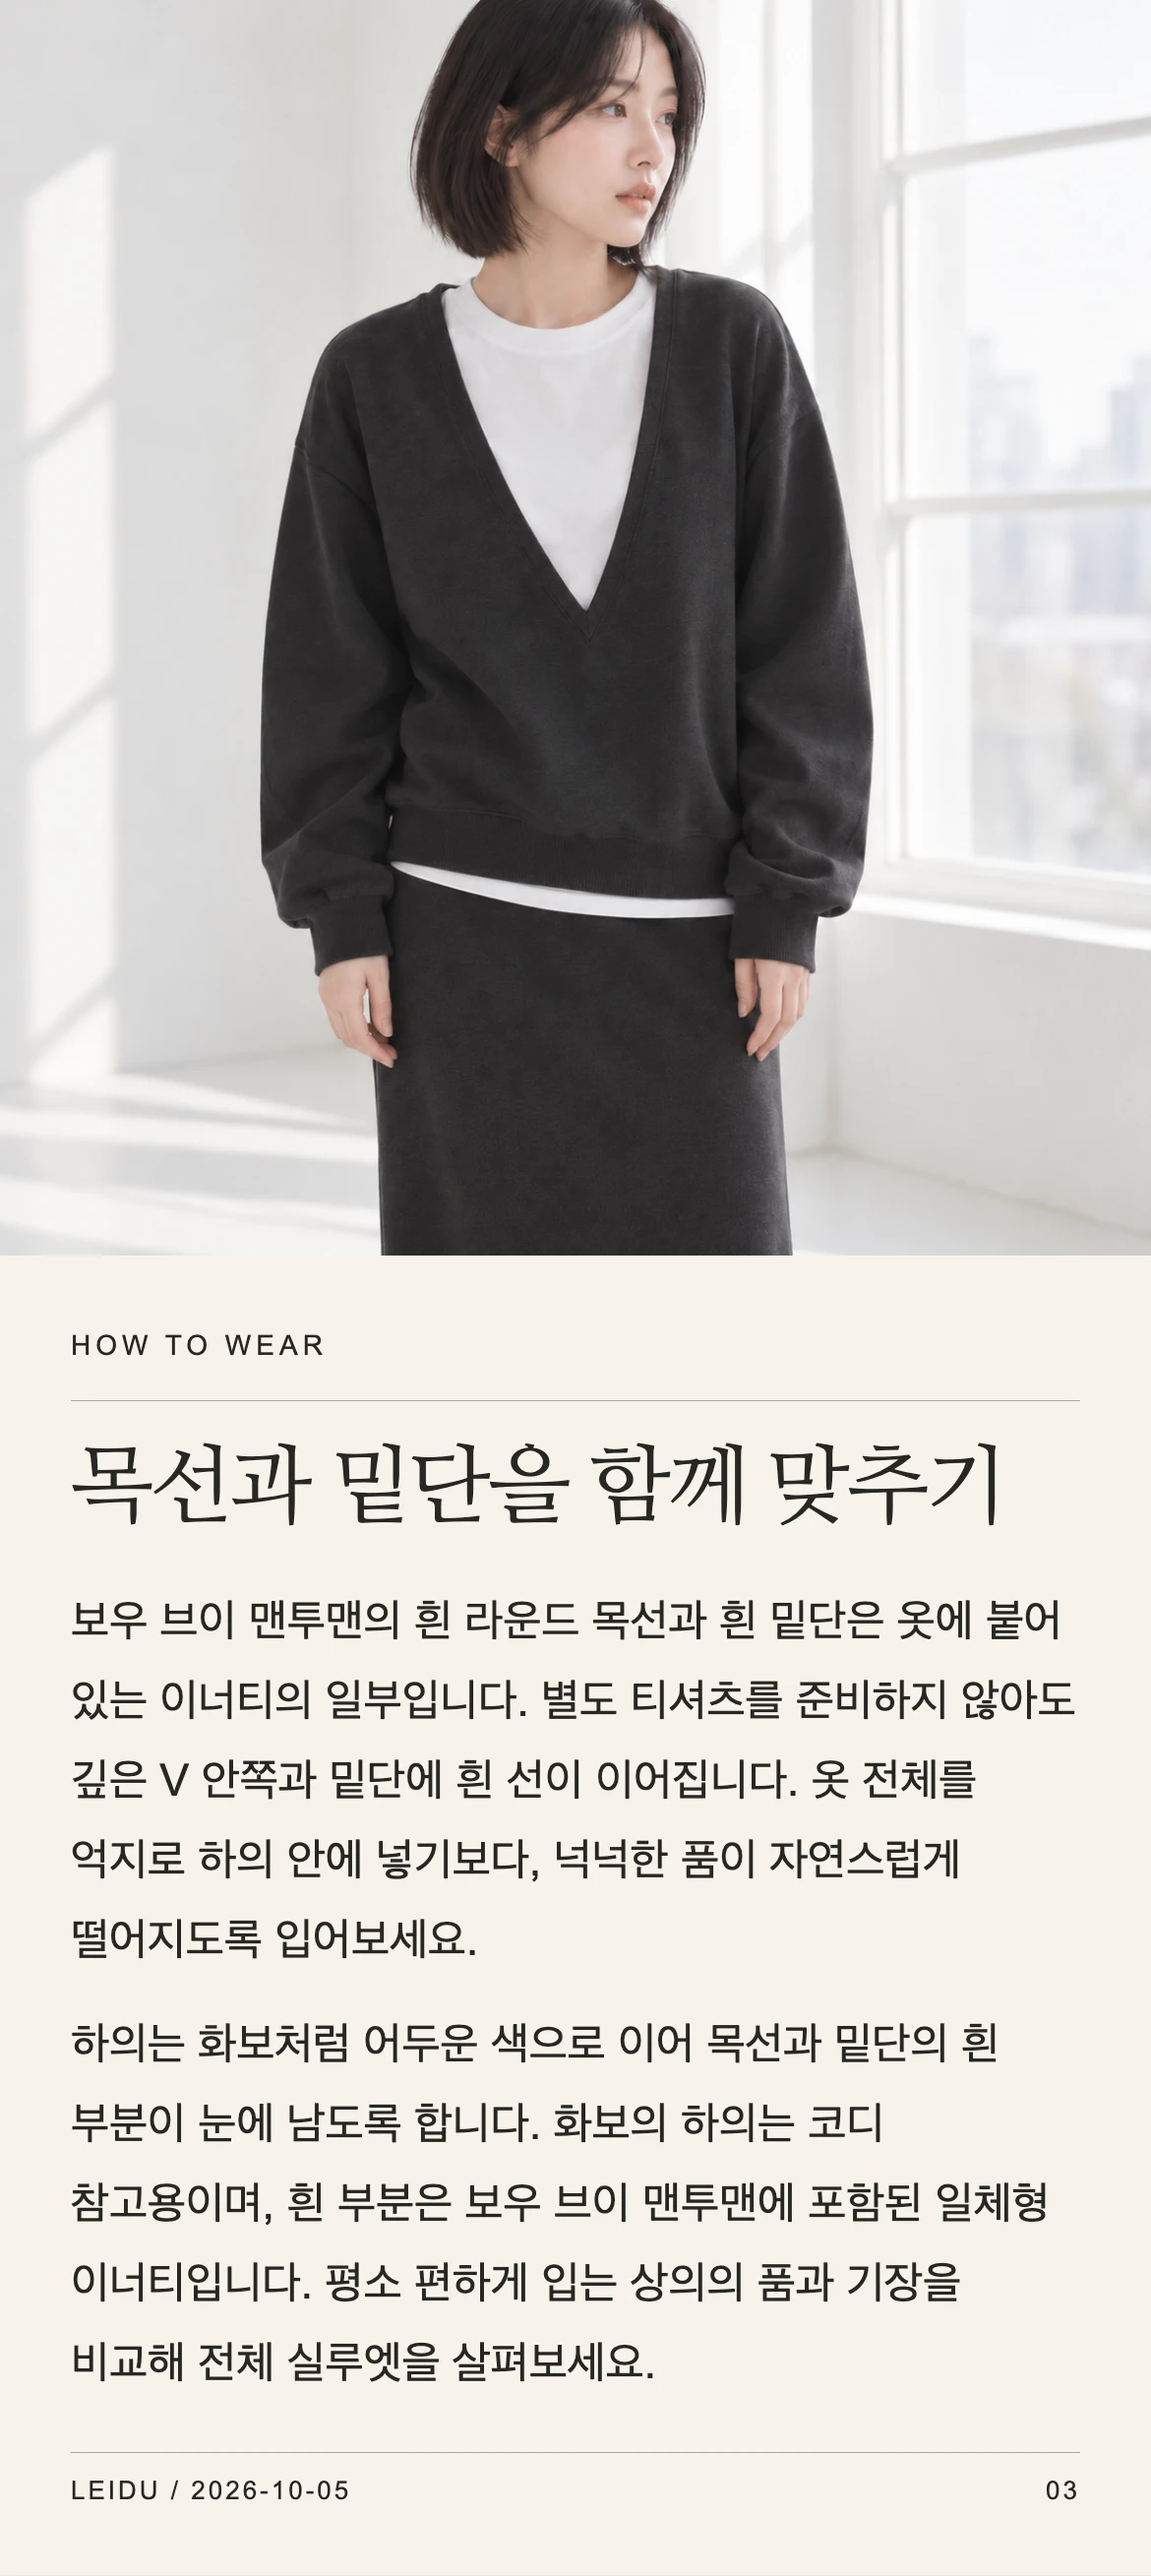 HOW TO WEAR
목선과 밑단을 함께 맞추기
보우 브이 맨투맨의 흰 라운드 목선과 흰 밑단은 옷에 붙어
있는 이너티의 일부입니다. 별도 티셔츠를 준비하지 않아도
깊은 V 안쪽과 밑단에 흰 선이 이어집니다. 옷 전체를
억지로 하의 안에 넣기보다, 넉넉한 품이 자연스럽게
떨어지도록 입어보세요.
하의는 화보처럼 어두운 색으로 이어 목선과 밑단의 흰
부분이 눈에 남도록 합니다. 화보의 하의는 코디
참고용이며, 흰 부분은 보우 브이 맨투맨에 포함된 일체형
이너티입니다. 평소 편하게 입는 상의의 품과 기장을
비교해 전체 실루엣을 살펴보세요.
LEIDU / 2026-10-05
03